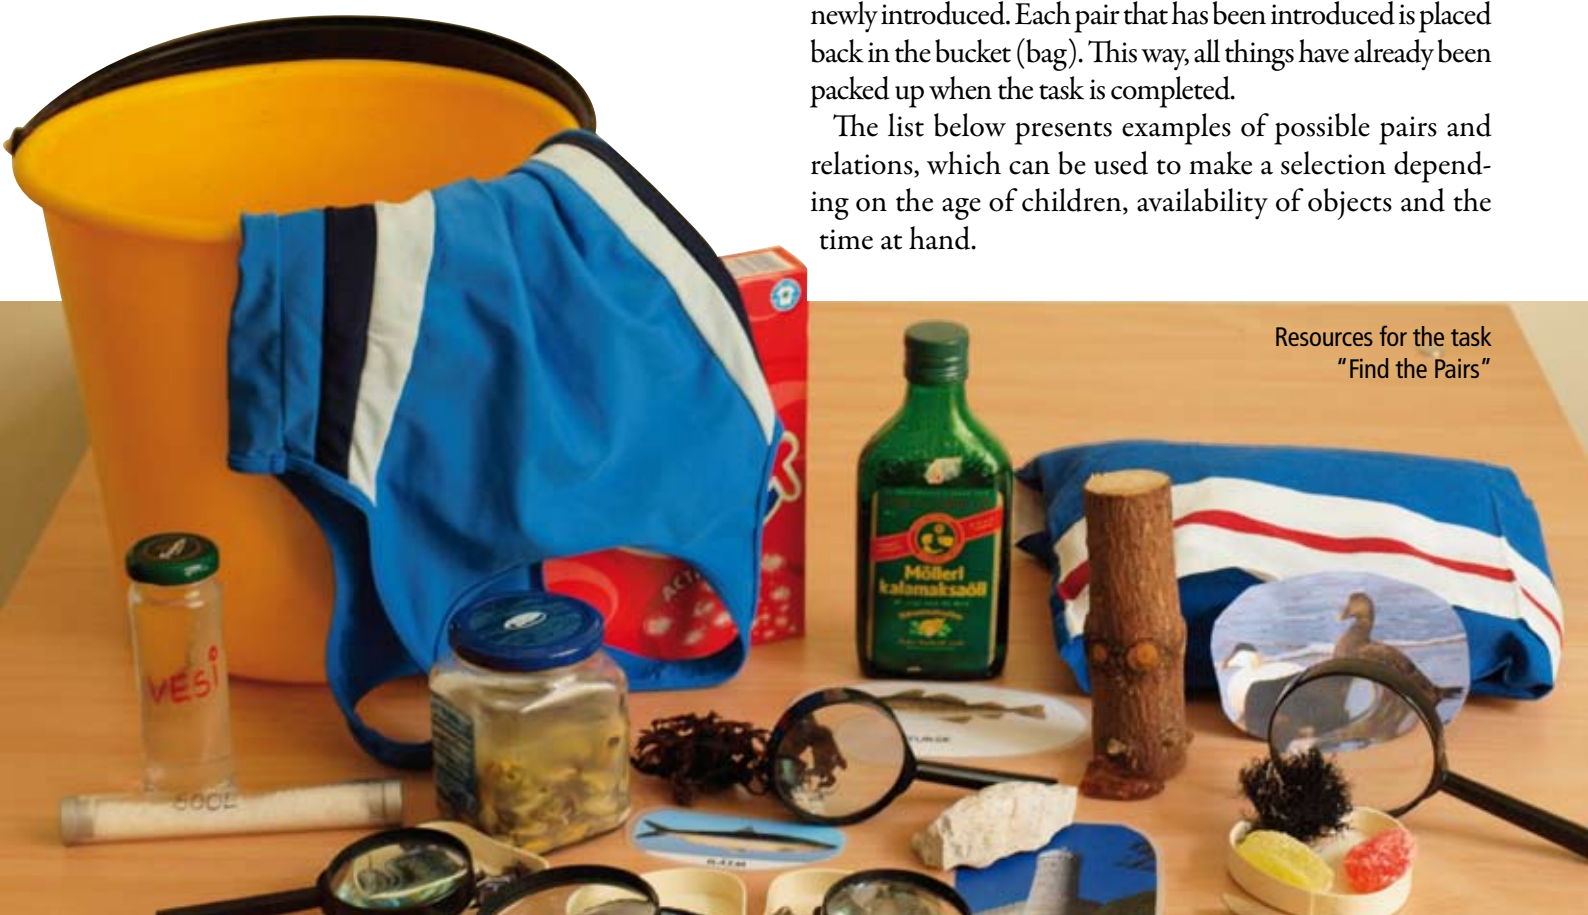 newly introduced. Each pair that has been introduced is placed
back in the bucket (bag). This way, all things have already been
packed up when the task is completed.
The list below presents examples of possible pairs and
relations, which can be used to make a selection depend-
ing on the age of children, availability of objects and the
time at hand.
Resources for the task
“Find the Pairs”
Mölleri
kalamaksaõli
VESi
SOOL